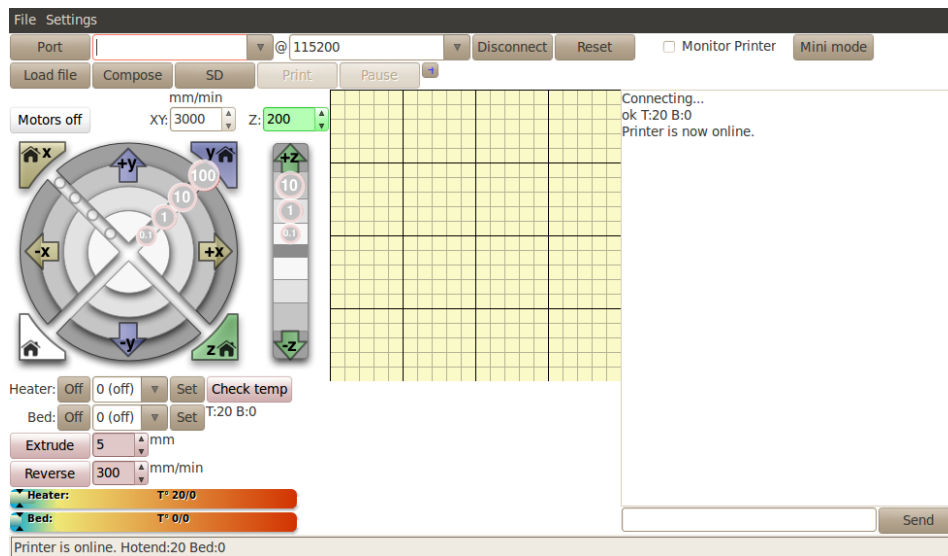 File Settings
Port @ 115200 Disconnect Reset Monitor Printer Mini mode
Load file Compose SD Print Pause
mm/min
Motors off XY: 3000 Z: 200
Connecting...
ok T:20 B:0
Printer is now online.
x +y y +z
100
10 10
1 1
0.1 0.1
-x +x
-y z -z
Heater: Off 0 (off) Set Check temp
Bed: Off 0 (off) Set T:20 B:0
Extrude 5 mm
Reverse 300 mm/min
Heater: T° 20/0
Bed: T° 0/0
Send
Printer is online. Hotend:20 Bed:0